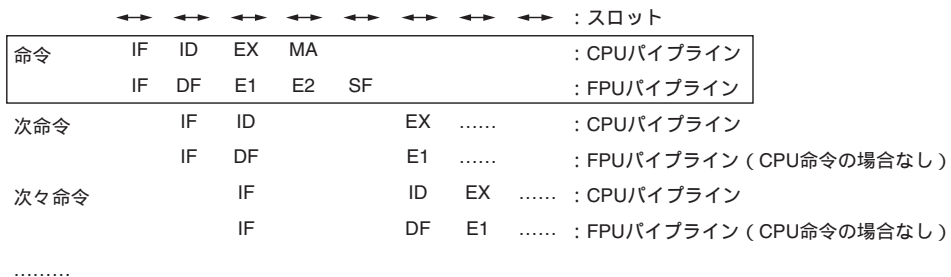 ：スロット
命令 IF ID EX MA ：CPUパイプライン
IF DF E1 E2 SF ：FPUパイプライン
次命令 IF ID EX …… ：CPUパイプライン
IF DF E1 …… ：FPUパイプライン（CPU命令の場合なし）
次々命令 IF ID EX …… ：CPUパイプライン
IF DF E1 …… ：FPUパイプライン（CPU命令の場合なし）
………